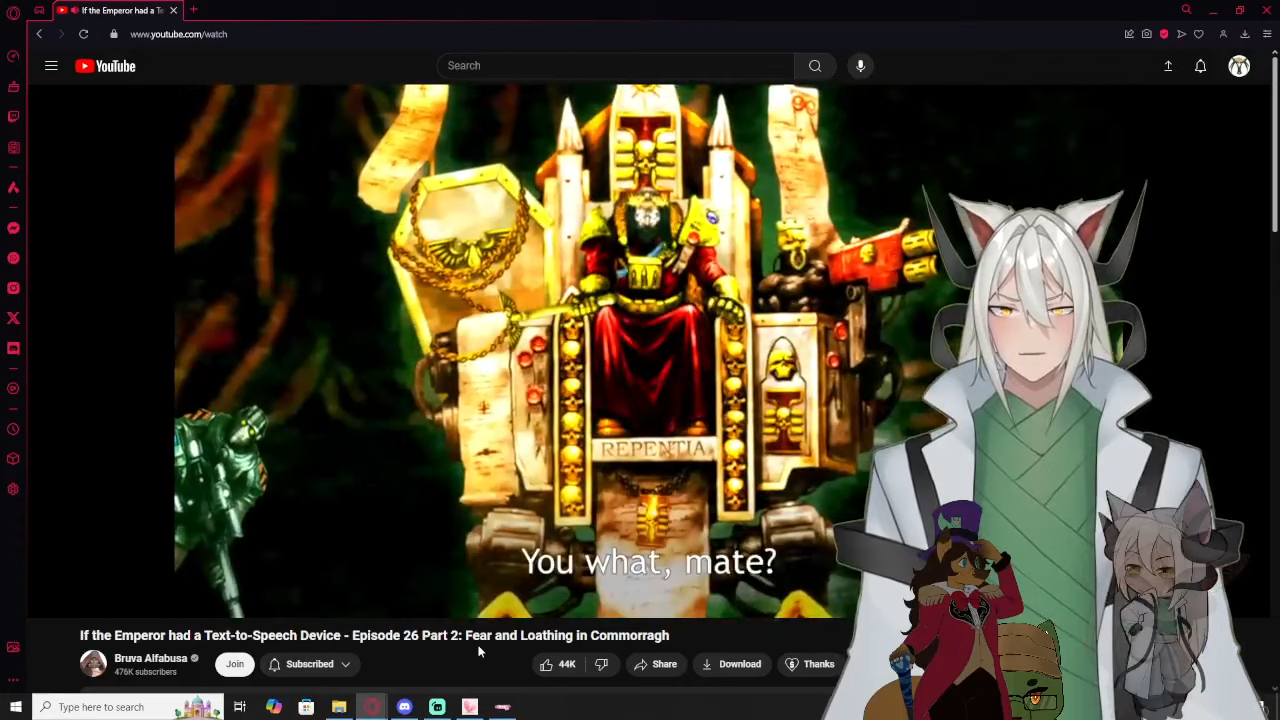 If the Emperor had a Te
www.youtube.com/watch
YouTube
Search
REPENTIA
You what, mate?
If the Emperor had a Text-to-Speech Device - Episode 26 Part 2: Fear and Loathing in Commorragh
Bruva Alfabusa
476K subscribers
Join
Subscribed
44K
Share
Download
Thanks
Type here to search